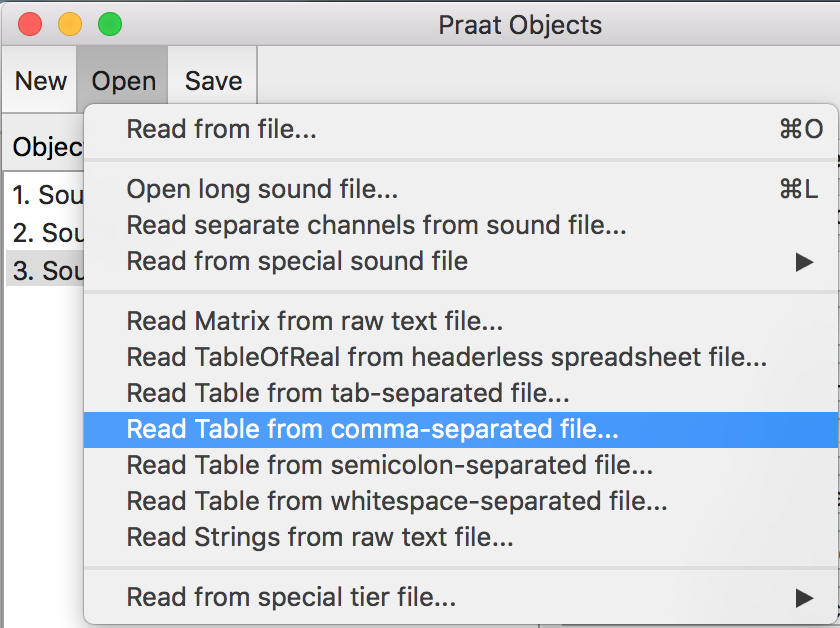 Praat Objects
New Open Save
Objec
1. Sou
2. Sou
3. Sou
Read from file... ⌘O
Open long sound file... ⌘L
Read separate channels from sound file...
Read from special sound file ▶
Read Matrix from raw text file...
Read TableOfReal from headerless spreadsheet file...
Read Table from tab-separated file...
Read Table from comma-separated file...
Read Table from semicolon-separated file...
Read Table from whitespace-separated file...
Read Strings from raw text file...
Read from special tier file... ▶